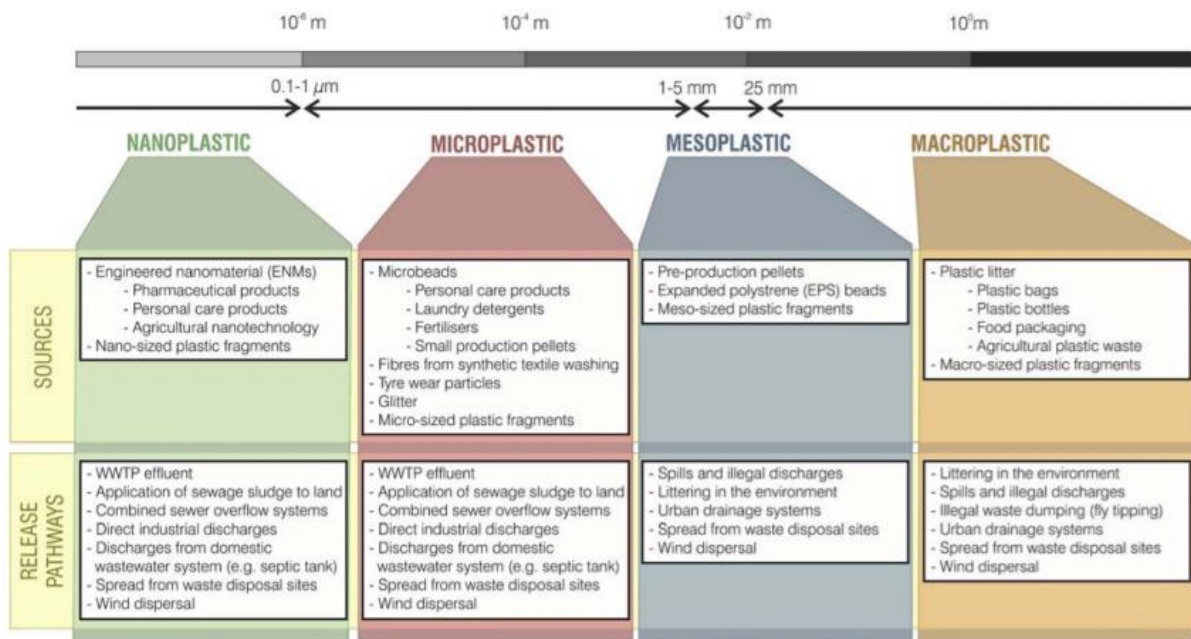 10⁻⁶ m
10⁻⁴ m
10⁻² m
10⁰m
0.1-1 µm
1-5 mm
25 mm
NANOPLASTIC
MICROPLASTIC
MESOPLASTIC
MACROPLASTIC
SOURCES
- Engineered nanomaterial (ENMs)
- Pharmaceutical products
- Personal care products
- Agricultural nanotechnology
- Nano-sized plastic fragments
- Microbeads
- Personal care products
- Laundry detergents
- Fertilisers
- Small production pellets
- Fibres from synthetic textile washing
- Tyre wear particles
- Glitter
- Micro-sized plastic fragments
- Pre-production pellets
- Expanded polystrene (EPS) beads
- Meso-sized plastic fragments
- Plastic litter
- Plastic bags
- Plastic bottles
- Food packaging
- Agricultural plastic waste
- Macro-sized plastic fragments
RELEASE
PATHWAYS
- WWTP effluent
- Application of sewage sludge to land
- Combined sewer overflow systems
- Direct industrial discharges
- Discharges from domestic
wastewater system (e.g. septic tank)
- Spread from waste disposal sites
- Wind dispersal
- WWTP effluent
- Application of sewage sludge to land
- Combined sewer overflow systems
- Direct industrial discharges
- Discharges from domestic
wastewater system (e.g. septic tank)
- Spread from waste disposal sites
- Wind dispersal
- Spills and illegal discharges
- Littering in the environment
- Urban drainage systems
- Spread from waste disposal sites
- Wind dispersal
- Littering in the environment
- Spills and illegal discharges
- Illegal waste dumping (fly tipping)
- Urban drainage systems
- Spread from waste disposal sites
- Wind dispersal